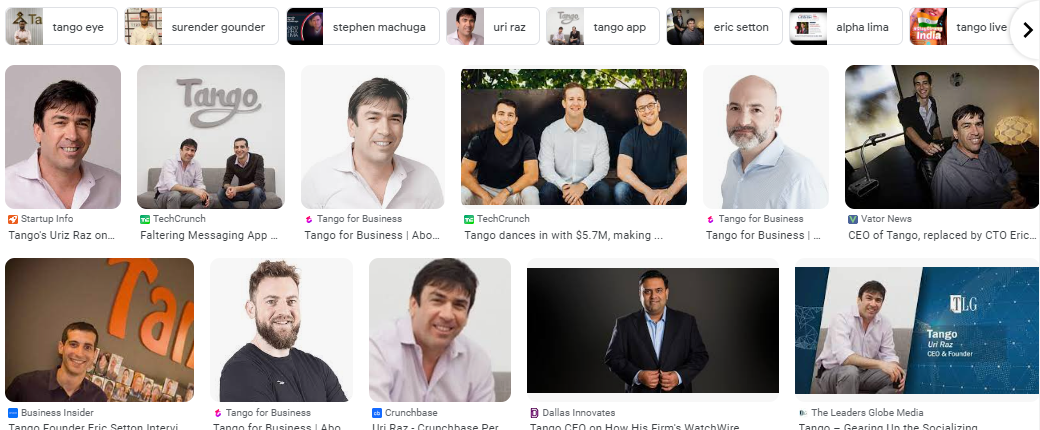 tango eye
surender gounder
stephen machuga
uri raz
tango app
eric setton
alpha lima
tango live
Tango
Startup Info
Tango's Uriz Raz on...
TechCrunch
Faltering Messaging App ...
Tango for Business
Tango for Business | Abo...
TechCrunch
Tango dances in with $5.7M, making ...
Tango for Business
Tango for Business | ...
Vator News
CEO of Tango, replaced by CTO Eric...
Tan
TLG
Tango
Uri Raz
CEO & Founder
Business Insider
Tango Founder Eric Setton Intervi...
Tango for Business
Tango for Business | Abo...
Crunchbase
Uri Raz - Crunchbase Per...
Dallas Innovates
Tango CEO on How His Firm's WatchWire...
The Leaders Globe Media
Tango – Gearing Up the Socializing...